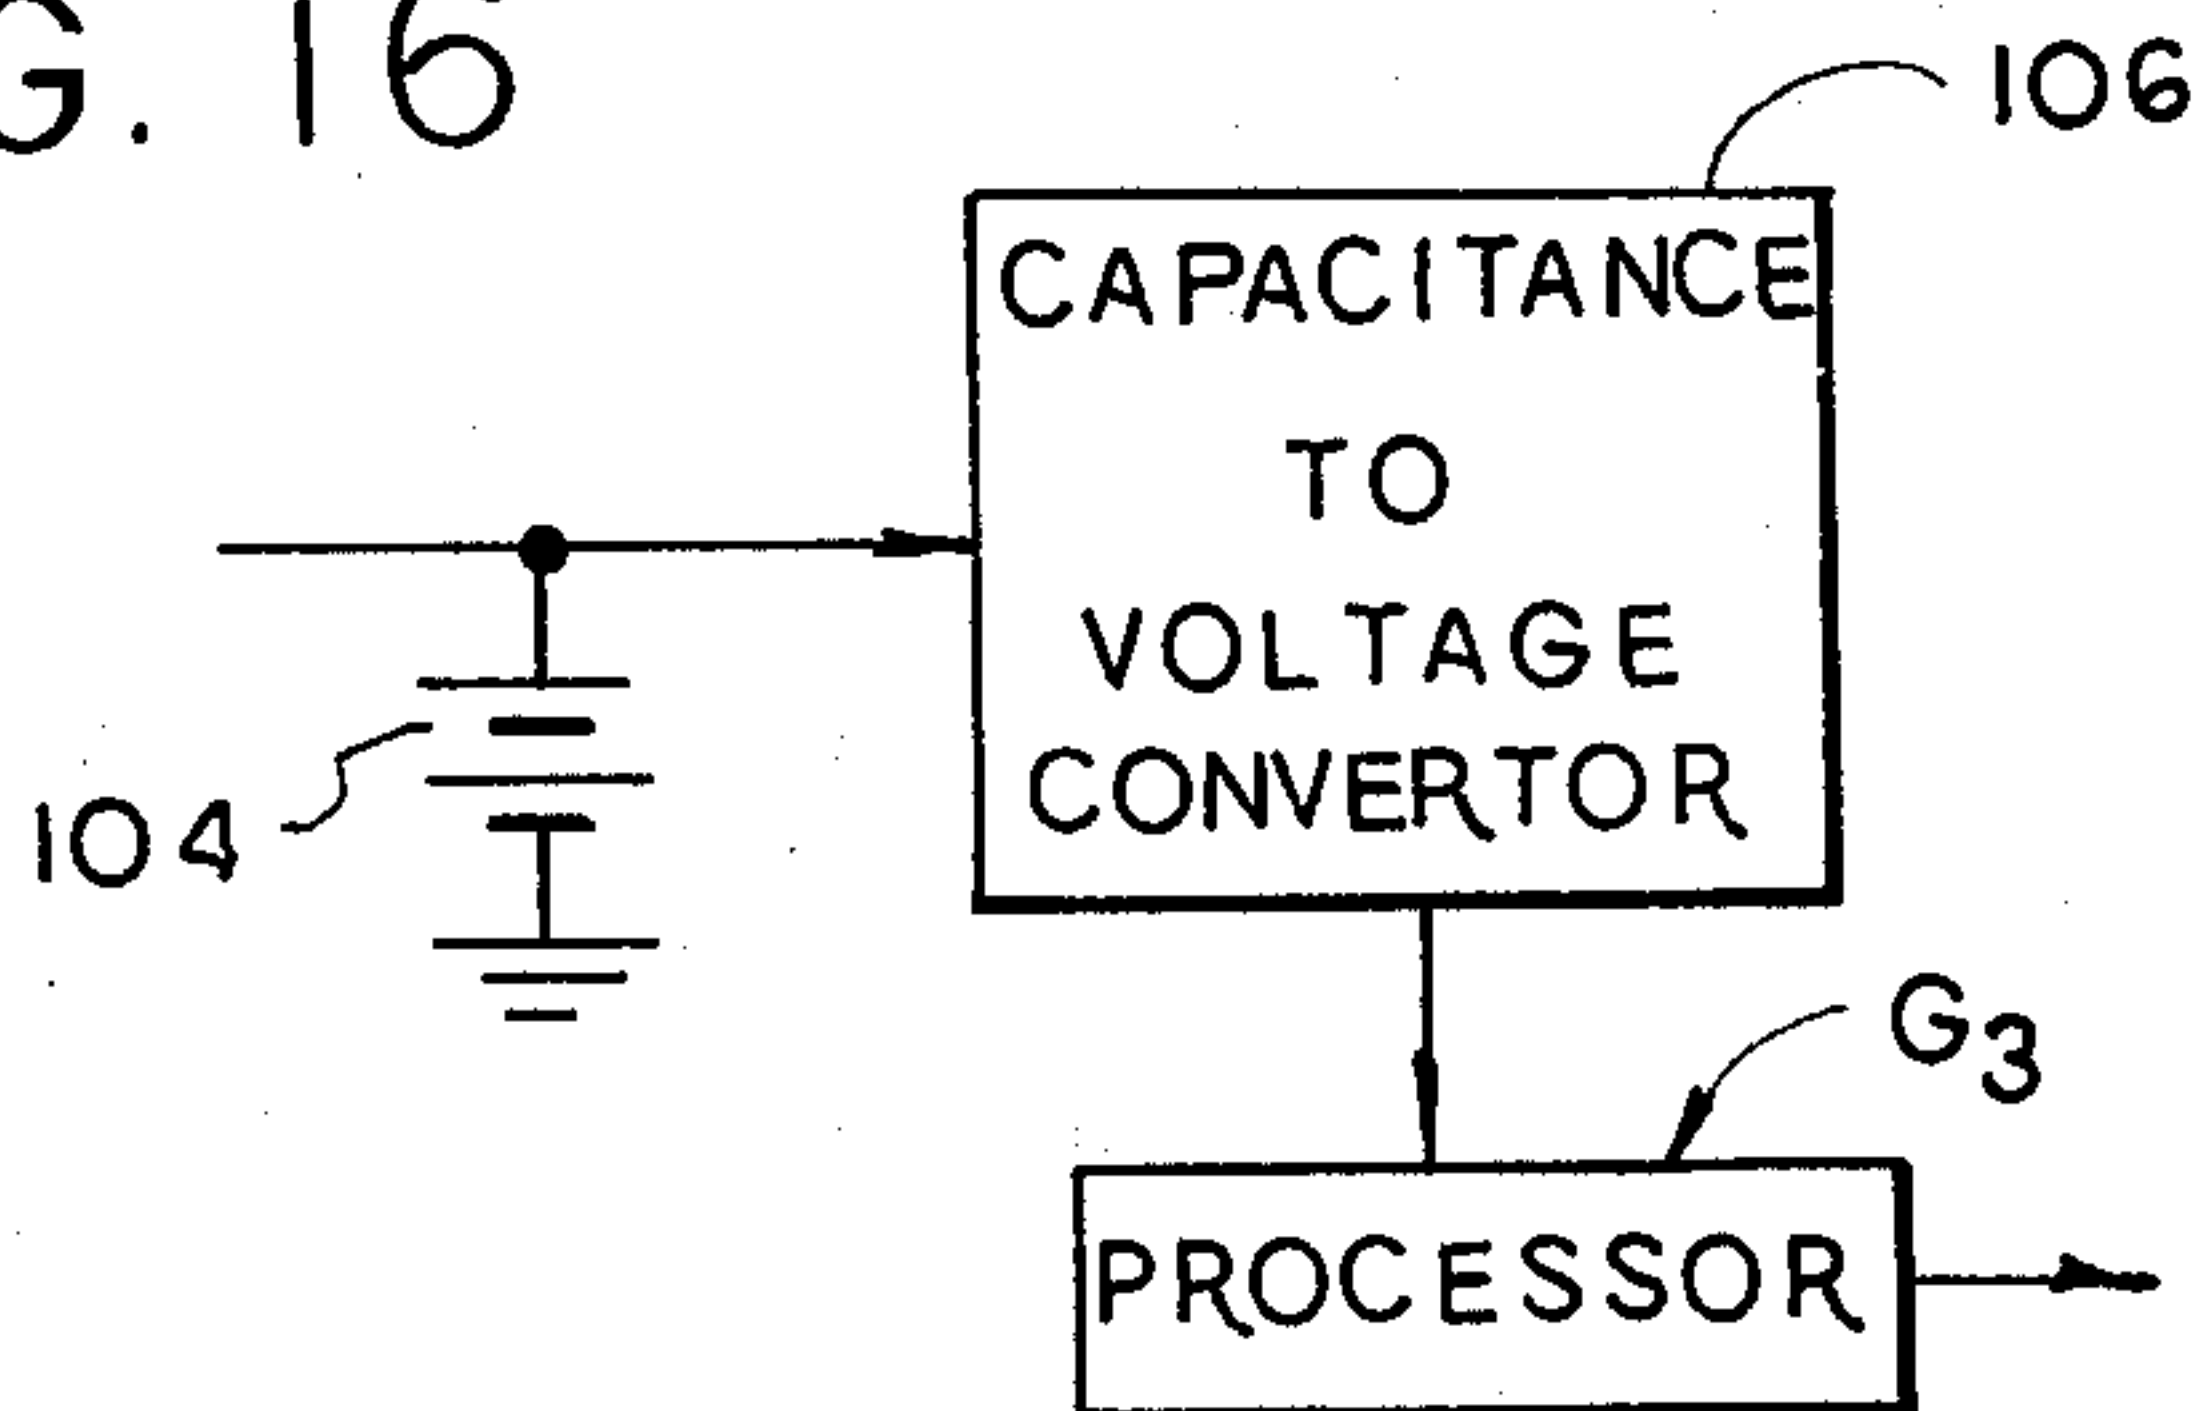 G. 16
106
CAPACITANCE
TO
VOLTAGE
CONVERTOR
104
G3
PROCESSOR